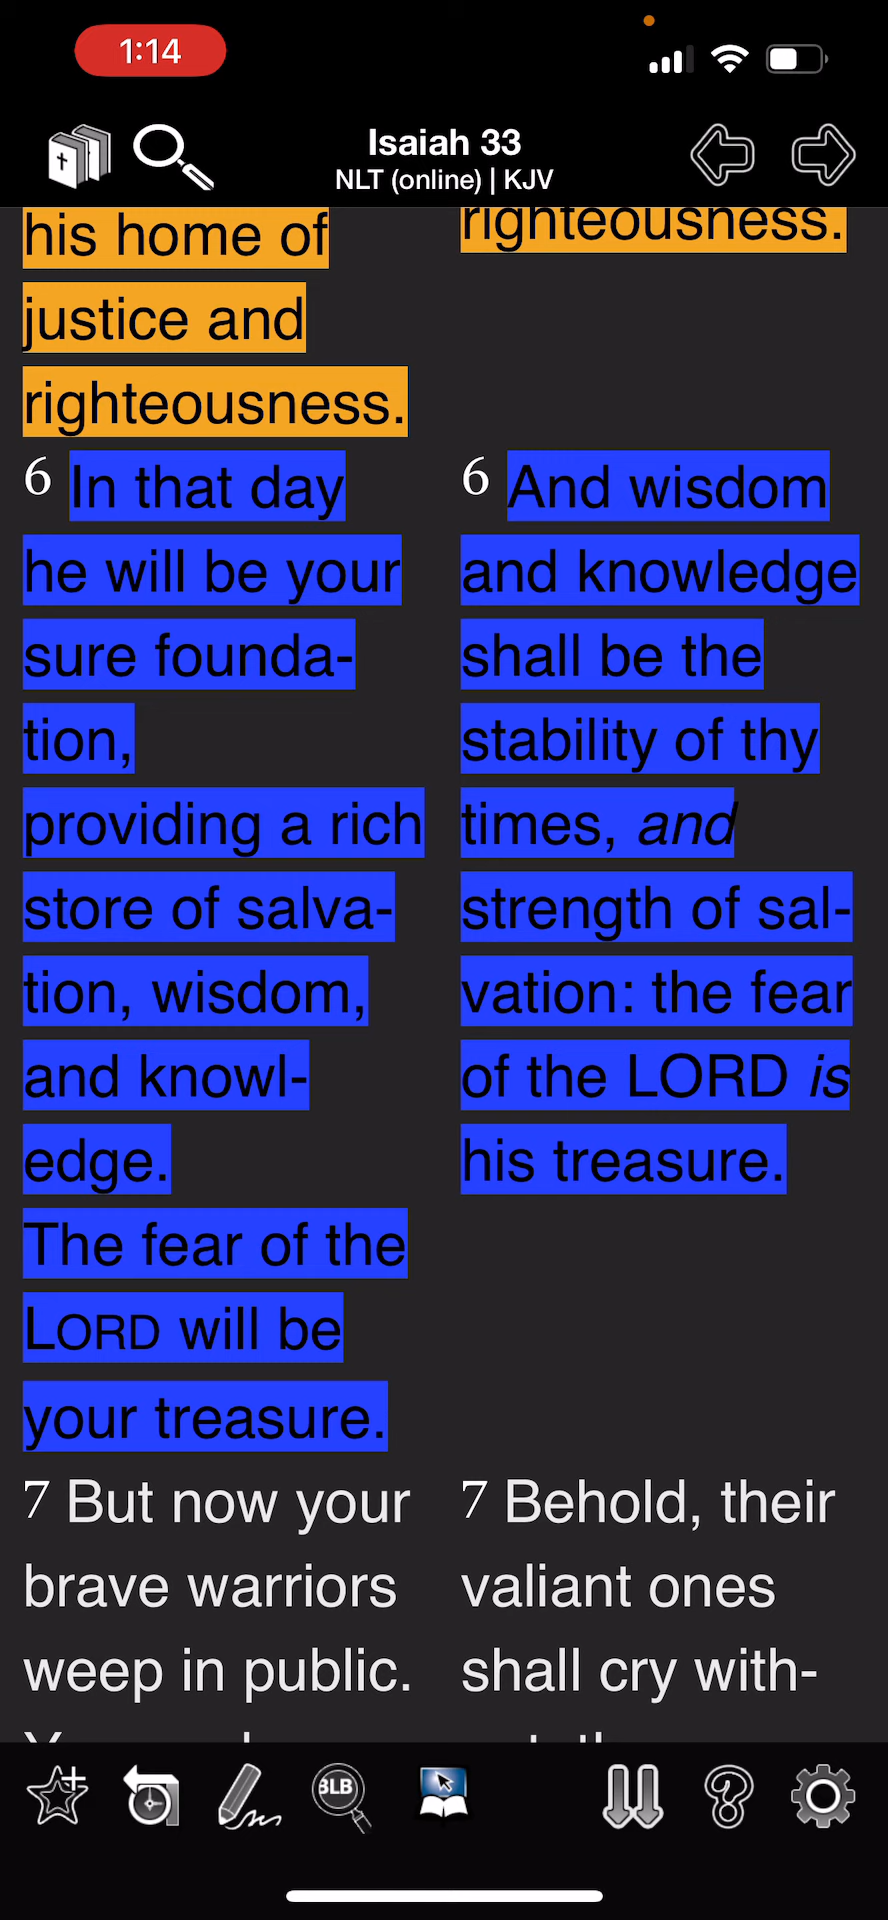 1:14
Isaiah 33
NLT (online) | KJV
his home of
justice and
righteousness.
6 In that day
he will be your
sure founda-
tion,
providing a rich
store of salva-
tion, wisdom,
and knowl-
edge.
The fear of the
LORD will be
your treasure.
7 But now your
brave warriors
weep in public.
righteousness.
6 And wisdom
and knowledge
shall be the
stability of thy
times, and
strength of sal-
vation: the fear
of the LORD is
his treasure.
7 Behold, their
valiant ones
shall cry with-
BLB